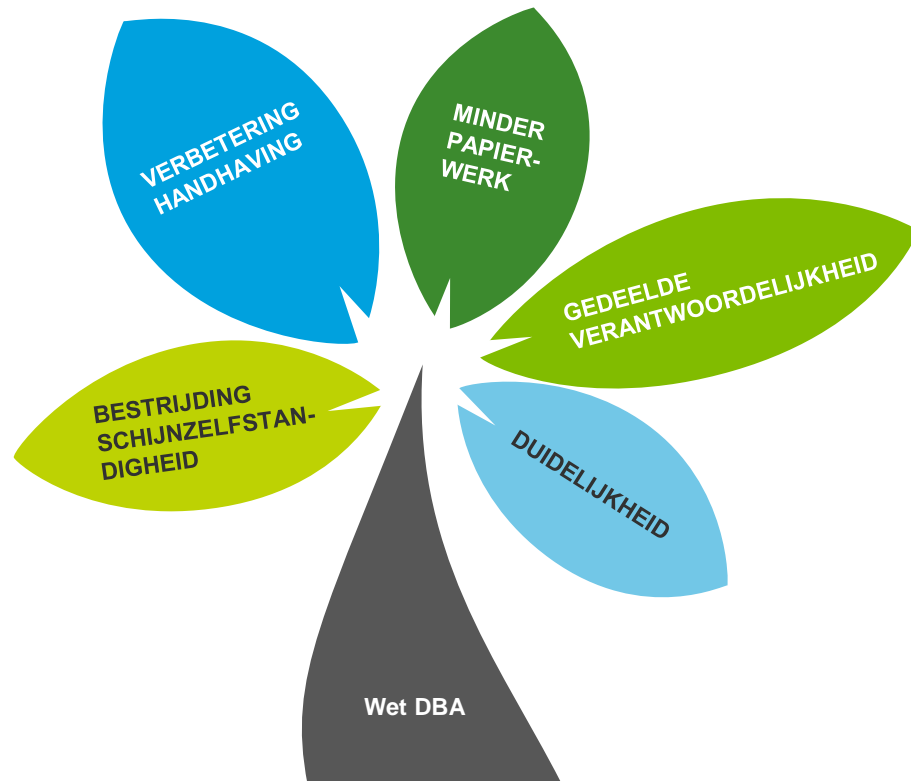 VERBETERING
HANDHAVING
MINDER
PAPIER-
WERK
GEDEELDE
VERANTWOORDELIJKHEID
BESTRIJDING
SCHIJNZELFSTAN-
DIGHEID
DUIDELIJKHEID
Wet DBA